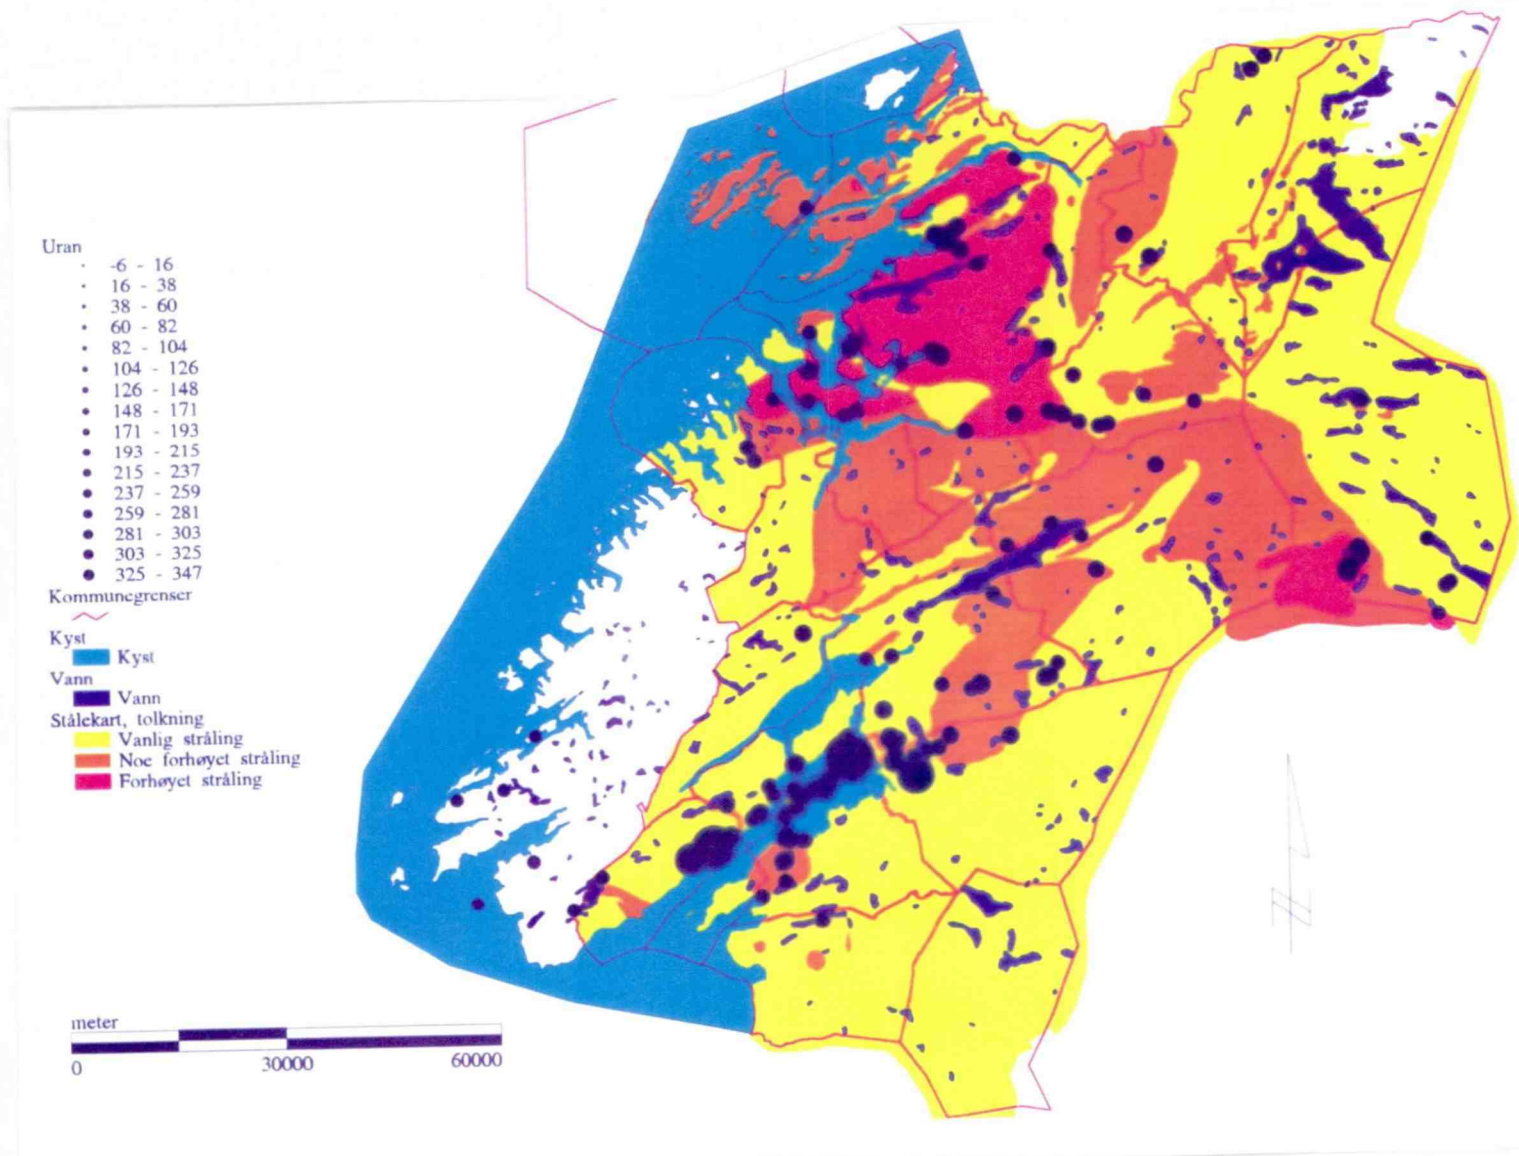 Uran
-6 - 16
16 - 38
38 - 60
60 - 82
82 - 104
104 - 126
126 - 148
148 - 171
171 - 193
193 - 215
215 - 237
237 - 259
259 - 281
281 - 303
303 - 325
325 - 347
Kommunegrenser
Kyst
Kyst
Vann
Vann
Stålekart, tolkning
Vanlig stråling
Noe forhøyet stråling
Forhøyet stråling
meter
0 30000 60000